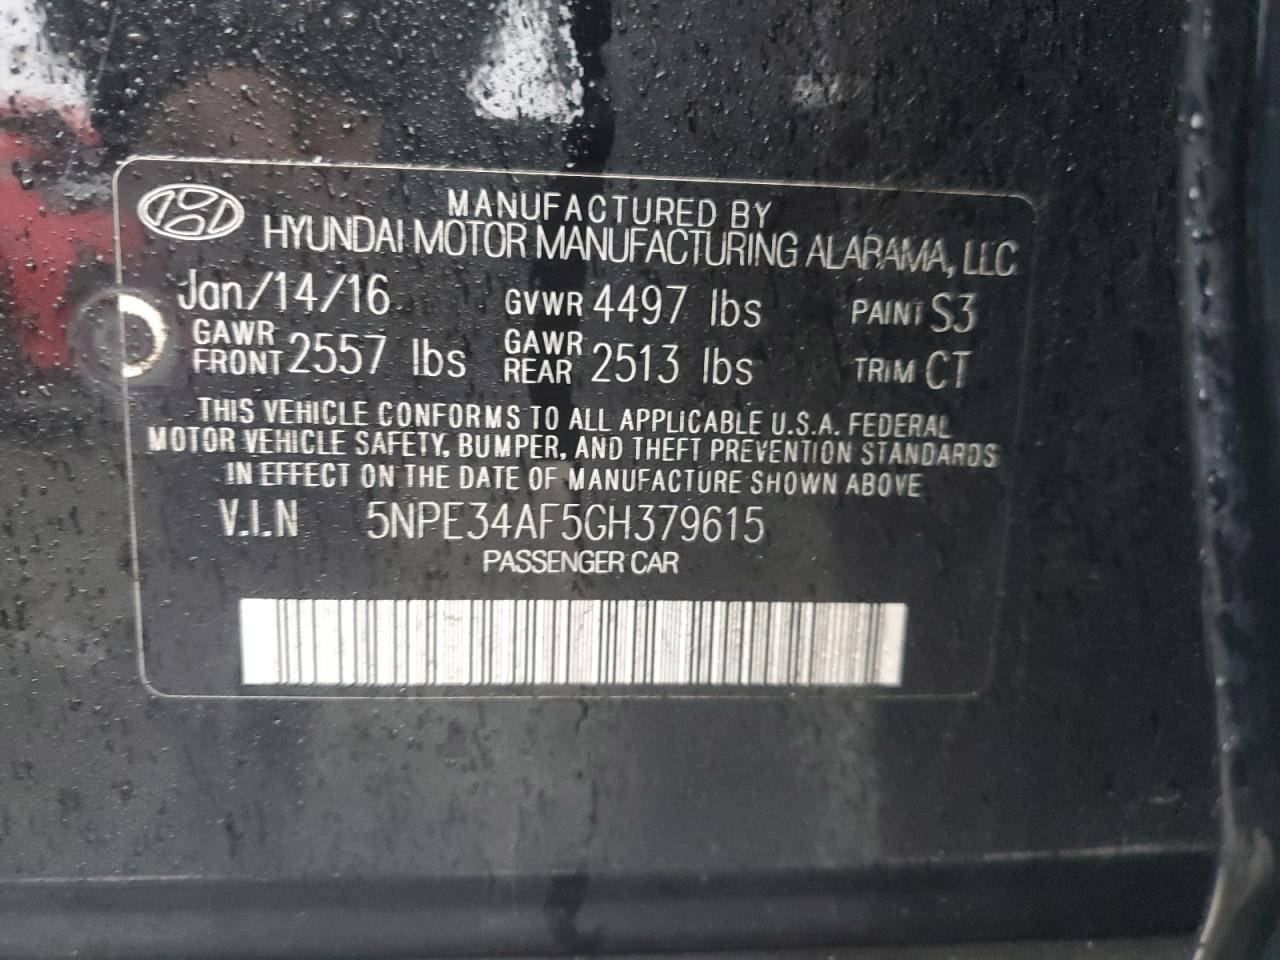 MANUFACTURED BY
HYUNDAI MOTOR MANUFACTURING ALABAMA, LLC
Jan/14/16 GVWR 4497 lbs PAINT S3
GAWR FRONT 2557 lbs GAWR REAR 2513 lbs TRIM CT
THIS VEHICLE CONFORMS TO ALL APPLICABLE U.S.A. FEDERAL
MOTOR VEHICLE SAFETY, BUMPER, AND THEFT PREVENTION STANDARDS
IN EFFECT ON THE DATE OF MANUFACTURE SHOWN ABOVE
V.I.N 5NPE34AF5GH379615
PASSENGER CAR